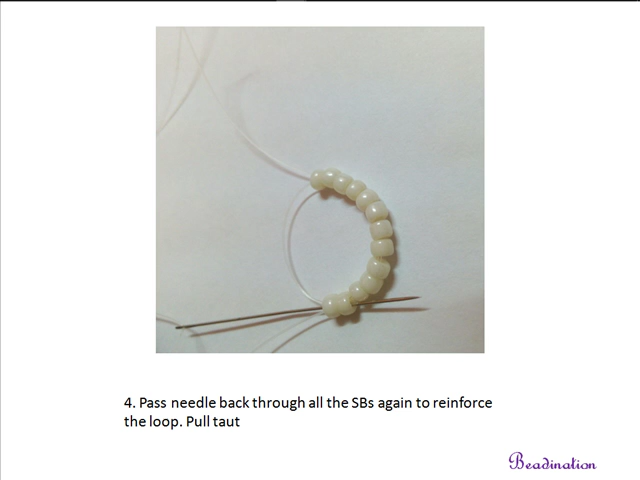 4. Pass needle back through all the SBs again to reinforce
the loop. Pull taut
Beadination